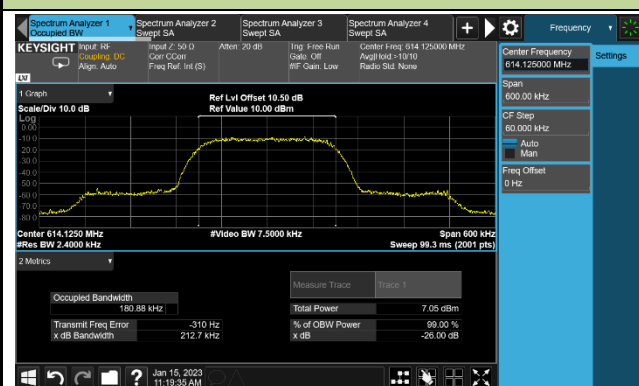 Spectrum Analyzer 1
Occupied BW
Spectrum Analyzer 2
Swept SA
Spectrum Analyzer 3
Swept SA
Spectrum Analyzer 4
Swept SA
+
Frequency
KEYSIGHT
Input: RF
Coupling: DC
Align: Auto
Input Z: 50 Ω
Corr CCorr
Freq Ref: Int (S)
Atten: 20 dB
Trig: Free Run
Gate: Off
#IF Gain: Low
Center Freq: 614.125000 MHz
Avg|Hold:>10/10
Radio Std: None
LXI
Center Frequency
614.125000 MHz
Settings
Span
600.00 kHz
CF Step
60.000 kHz
Auto
Man
Freq Offset
0 Hz
1 Graph
Scale/Div 10.0 dB
Ref Lvl Offset 10.50 dB
Ref Value 10.00 dBm
Log
0.00
-10.0
-20.0
-30.0
-40.0
-50.0
-60.0
-70.0
-80.0
Center 614.1250 MHz
#Res BW 2.4000 kHz
#Video BW 7.5000 kHz
Span 600 kHz
Sweep 99.3 ms (2001 pts)
2 Metrics
Measure Trace
Trace 1
Occupied Bandwidth
180.88 kHz
Total Power
7.05 dBm
Transmit Freq Error
-310 Hz
% of OBW Power
99.00 %
x dB Bandwidth
212.7 kHz
x dB
-26.00 dB
?
Jan 15, 2023
11:19:35 AM